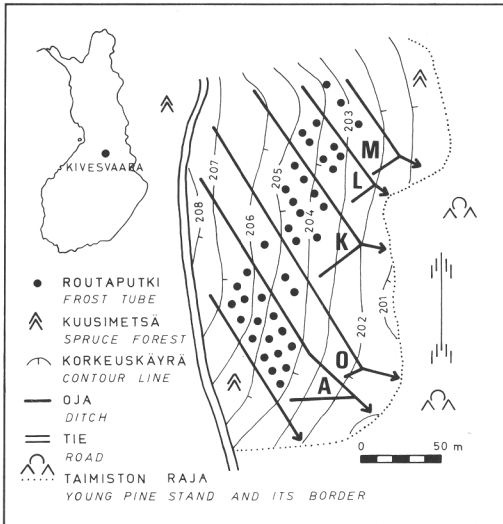 KIVESVAARA
ROUTAPUTKI
FROST TUBE
KUUSIMETSÄ
SPRUCE FOREST
KORKEUSKÄYRÄ
CONTOUR LINE
OJA
DITCH
TIE
ROAD
TAIMISTON RAJA
YOUNG PINE STAND AND ITS BORDER
208
207
206
205
204
203
202
201
M
L
K
O
A
0 50 m